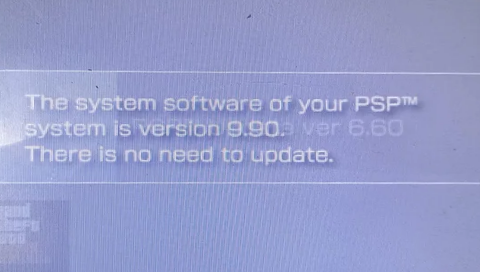 The system software of your PSP™
system is version 9.90.
ver 6.60
There is no need to update.